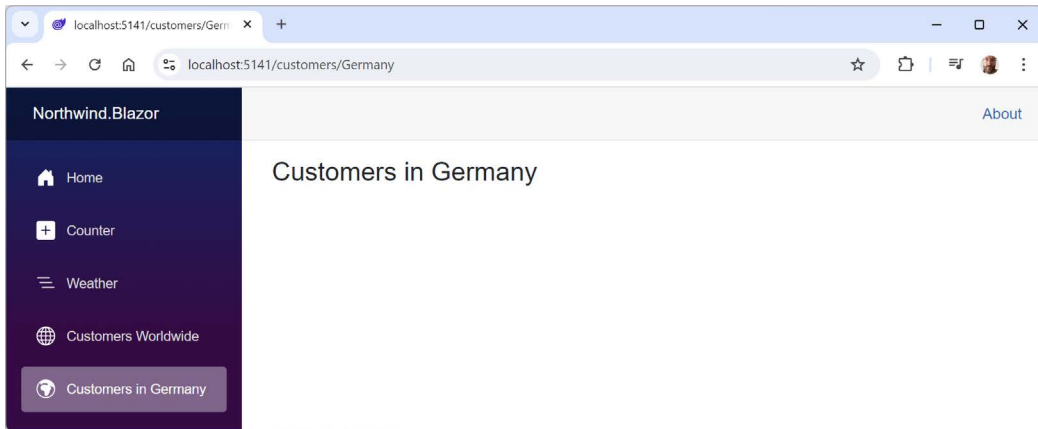 localhost:5141/customers/Germ
localhost:5141/customers/Germany
Northwind.Blazor
About
Home
Customers in Germany
Counter
Weather
Customers Worldwide
Customers in Germany